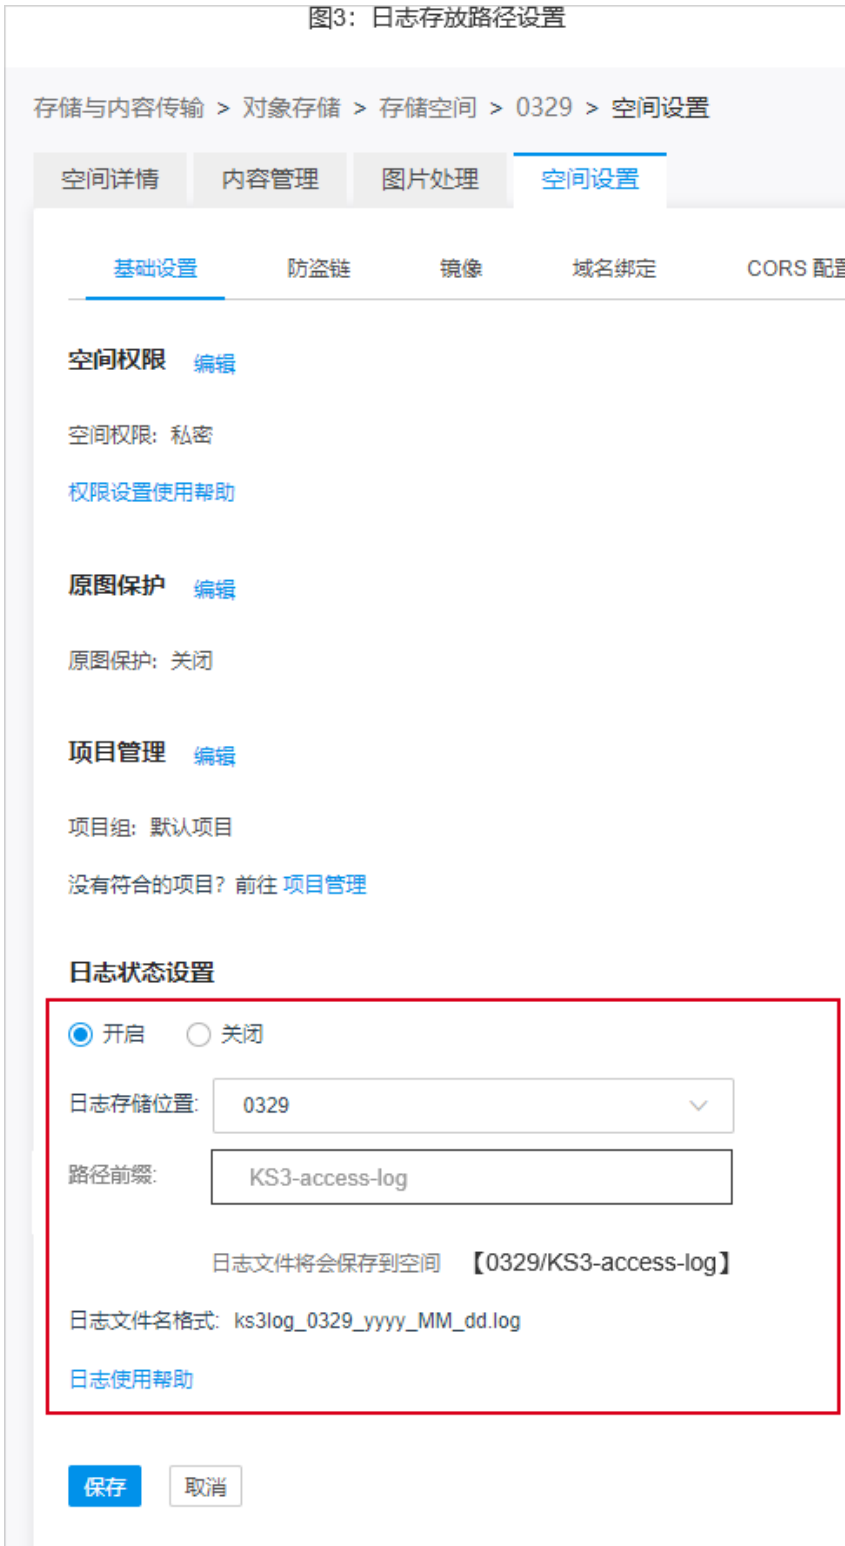 图3：日志存放路径设置
存储与内容传输 > 对象存储 > 存储空间 > 0329 > 空间设置
空间详情 内容管理 图片处理 空间设置
基础设置 防盗链 镜像 域名绑定 CORS 配置
空间权限 编辑
空间权限: 私密
权限设置使用帮助
原图保护 编辑
原图保护: 关闭
项目管理 编辑
项目组: 默认项目
没有符合的项目? 前往 项目管理
日志状态设置
开启 关闭
日志存储位置: 0329
路径前缀: KS3-access-log
日志文件将会保存到空间 【0329/KS3-access-log】
日志文件名格式: ks3log_0329_yyyy_MM_dd.log
日志使用帮助
保存 取消